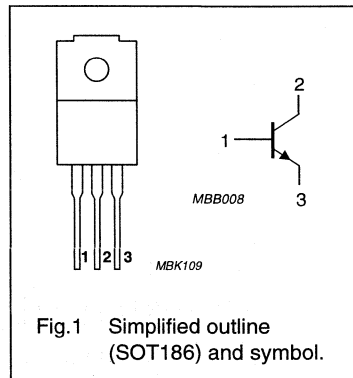 2
1
3
MBB008
1 2 3
MBK109
Fig.1 Simplified outline
(SOT186) and symbol.